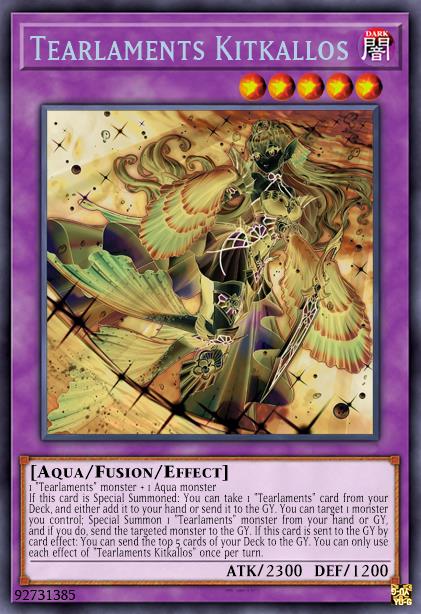 TEARLAMENTS KITKALLOS
DARK
闇
[AQUA/FUSION/EFFECT]
1 "Tearlaments" monster + 1 Aqua monster
If this card is Special Summoned: You can take 1 "Tearlaments" card from your
Deck, and either add it to your hand or send it to the GY. You can target 1 monster
you control; Special Summon 1 "Tearlaments" monster from your hand or GY,
and if you do, send the targeted monster to the GY. If this card is sent to the GY by
card effect: You can send the top 5 cards of your Deck to the GY. You can only use
each effect of "Tearlaments Kitkallos" once per turn.
ATK/2300 DEF/1200
92731385